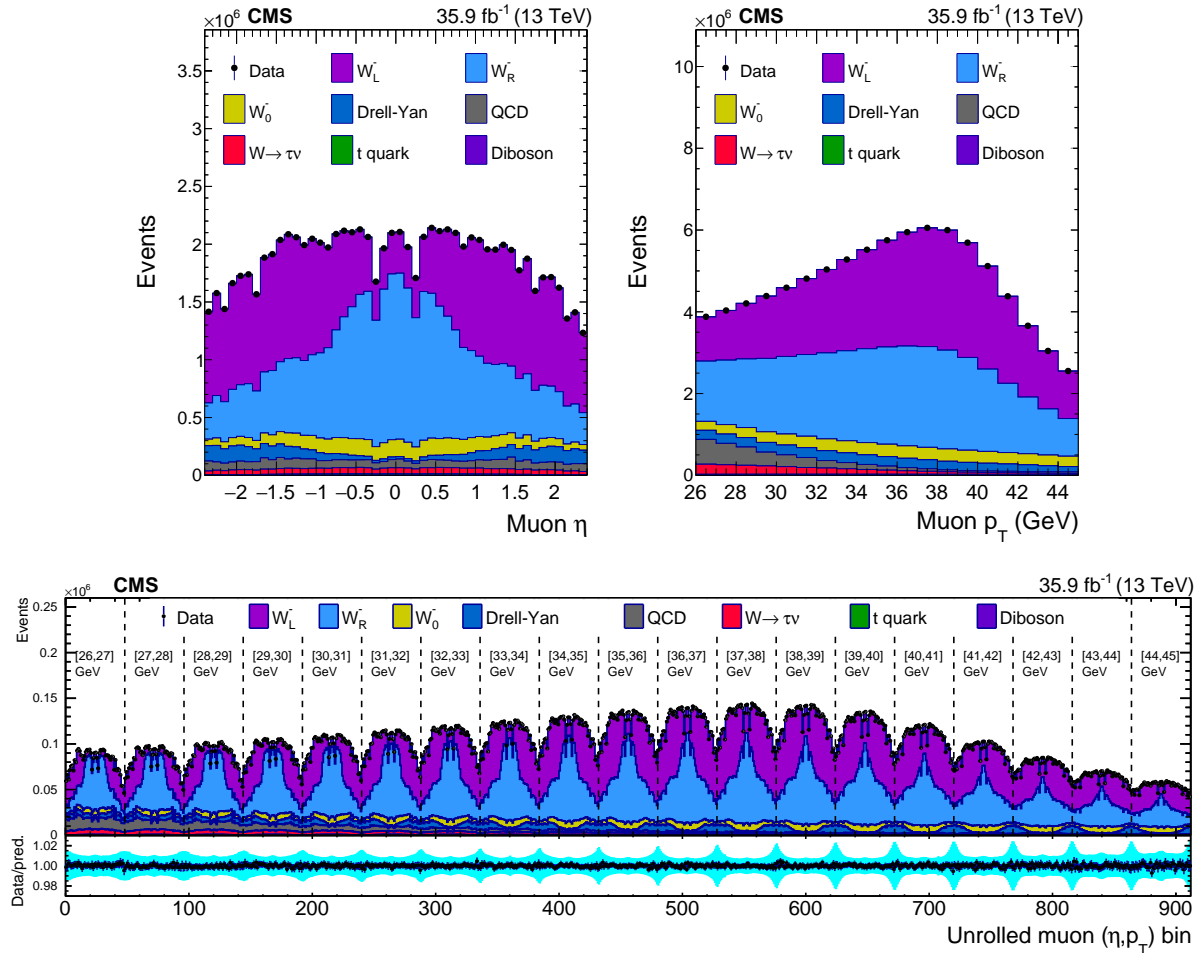 ×10⁶ CMS 35.9 fb⁻¹ (13 TeV)
Events
3.5
3
2.5
2
1.5
1
0.5
0
Data W⁻L W⁻R
W⁻0 Drell-Yan QCD
W→ τν t quark Diboson
−2 −1.5 −1 −0.5 0 0.5 1 1.5 2
Muon η
×10⁶ CMS 35.9 fb⁻¹ (13 TeV)
Events
10
8
6
4
2
0
Data W⁻L W⁻R
W⁻0 Drell-Yan QCD
W→ τν t quark Diboson
26 28 30 32 34 36 38 40 42 44
Muon pT (GeV)
×10⁶ CMS 35.9 fb⁻¹ (13 TeV)
Events
0.25
0.2
0.15
0.1
0.05
0
Data W⁻L W⁻R W⁻0 Drell-Yan QCD W→ τν t quark Diboson
[26,27] [27,28] [28,29] [29,30] [30,31] [31,32] [32,33] [33,34] [34,35] [35,36] [36,37] [37,38] [38,39] [39,40] [40,41] [41,42] [42,43] [43,44] [44,45]
GeV GeV GeV GeV GeV GeV GeV GeV GeV GeV GeV GeV GeV GeV GeV GeV GeV GeV GeV
Data/pred.
1.02
1.00
0.98
0 100 200 300 400 500 600 700 800 900
Unrolled muon (η,pT) bin